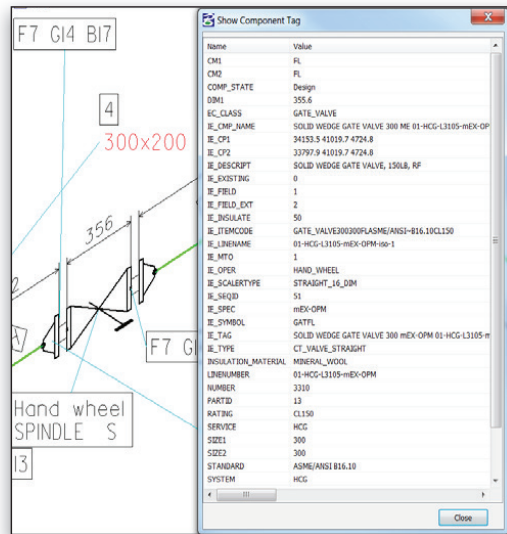 F7 G14 B17
4
300x200
356
2
F7 G
Hand wheel
SPINDLE S
13
Show Component Tag
Name Value
CM1 FL
CM2 FL
COMP_STATE Design
DIM1 355.6
EC_CLASS GATE_VALVE
IE_CMP_NAME SOLID WEDGE GATE VALVE 300 ME 01-HCG-L3105-mEX-OP
IE_CP1 34153.5 41019.7 4724.8
IE_CP2 33797.9 41019.7 4724.8
IE_DESCRIPT SOLID WEDGE GATE VALVE, 150LB, RF
IE_EXISTING 0
IE_FIELD 1
IE_FIELD_EXT 2
IE_INSULATE 50
IE_ITEMCODE GATE_VALVE300300FLASME/ANSI~B16.10CL150
IE_LINENAME 01-HCG-L3105-mEX-OPM-iso-1
IE_MTO 1
IE_OPER HAND_WHEEL
IE_SCALERTYPE STRAIGHT_16_DIM
IE_SEQID 51
IE_SPEC mEX-OPM
IE_SYMBOL GATFL
IE_TAG SOLID WEDGE GATE VALVE 300 mEX-OPM 01-HCG-L3105-m
IE_TYPE CT_VALVE_STRAIGHT
INSULATION_MATERIAL MINERAL_WOOL
LINENUMBER 01-HCG-L3105-mEX-OPM
NUMBER 3310
PARTID 13
RATING CL150
SERVICE HCG
SIZE1 300
SIZE2 300
STANDARD ASME/ANSI B16.10
SYSTEM HCG
Close